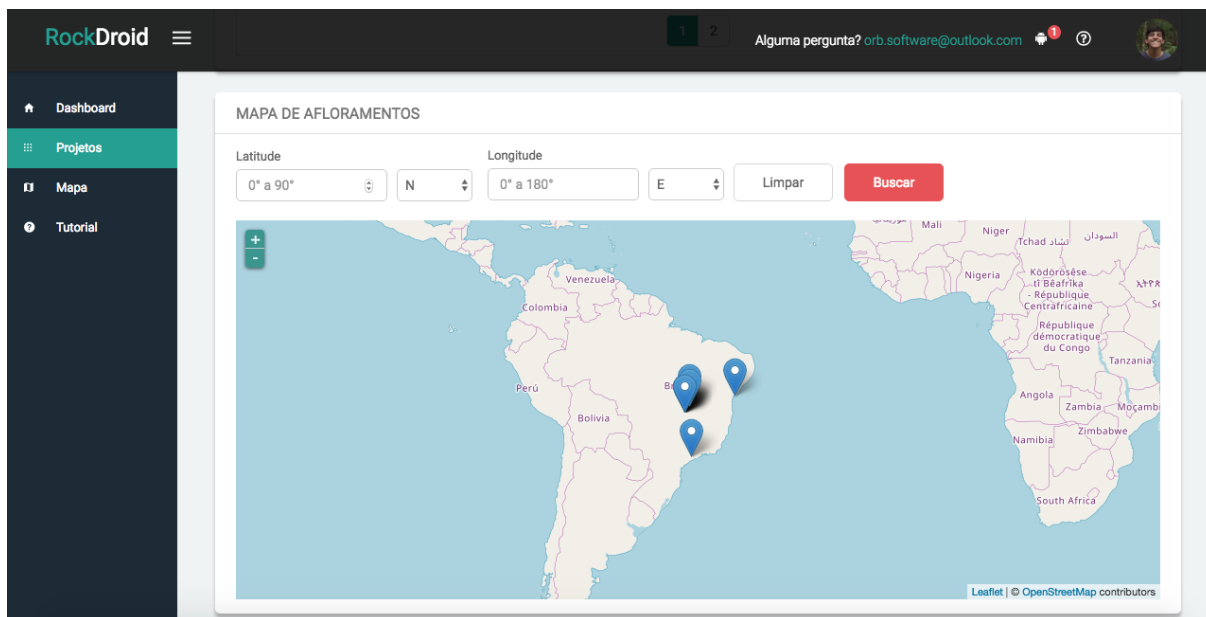 RockDroid
1 2
Alguma pergunta? orb.software@outlook.com
1
Dashboard
Projetos
Mapa
Tutorial
MAPA DE AFLORAMENTOS
Latitude
Longitude
0° a 90°
N
0° a 180°
E
Limpar
Buscar
+
-
Mali
Niger
Tchad تشاد
السودان
Nigeria
Ködörösêse
tî Bêafrîka
- République
Centrafricaine
Venezuela
Colombia
République
démocratique
du Congo
Tanzania
Perú
Bolivia
Angola
Zambia
Moçamb
Zimbabwe
Namibia
South Africa
Leaflet | © OpenStreetMap contributors